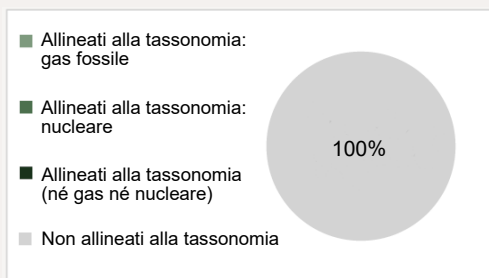 Allineati alla tassonomia:
gas fossile
Allineati alla tassonomia:
nucleare
Allineati alla tassonomia
(né gas né nucleare)
Non allineati alla tassonomia
100%